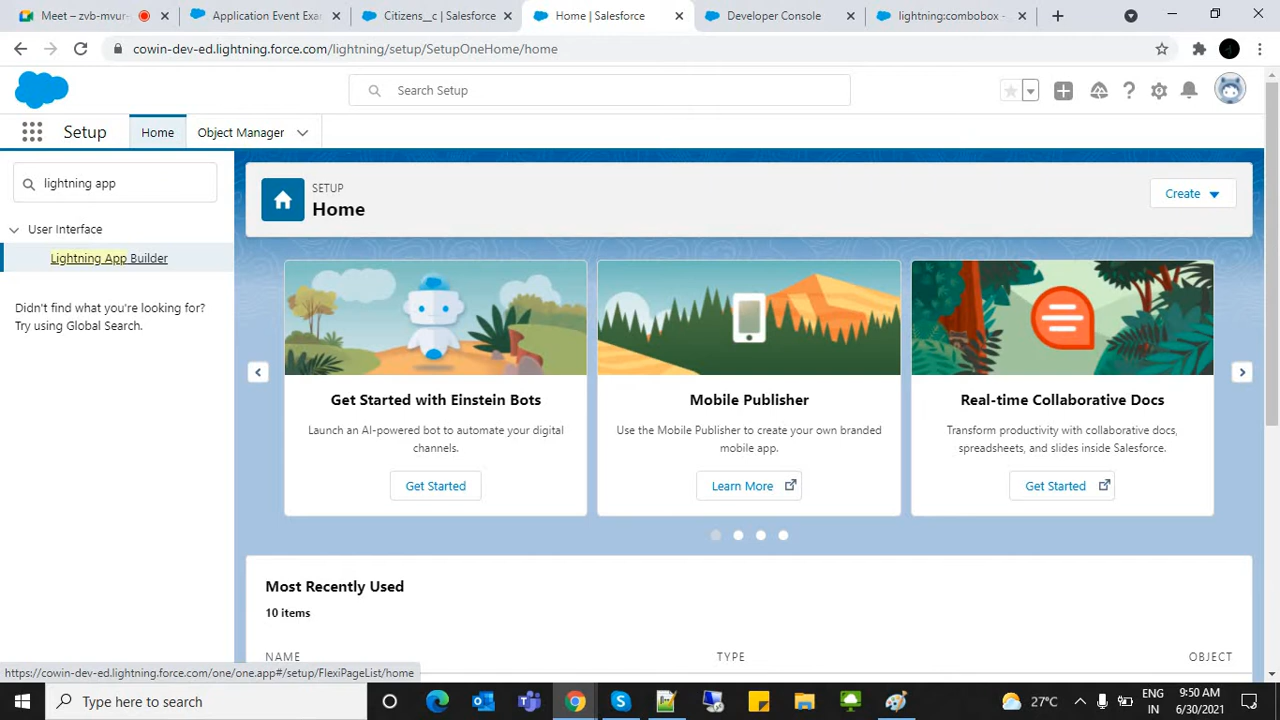 Meet – zvb-mvur-
Application Event Exa
Citizens__c | Salesforce
Home | Salesforce
Developer Console
lightning:combobox -
cowin-dev-ed.lightning.force.com/lightning/setup/SetupOneHome/home
Search Setup
Setup
Home
Object Manager
lightning app
User Interface
Lightning App Builder
Didn't find what you're looking for?
Try using Global Search.
SETUP
Home
Create
Get Started with Einstein Bots
Launch an AI-powered bot to automate your digital
channels.
Get Started
Mobile Publisher
Use the Mobile Publisher to create your own branded
mobile app.
Learn More
Real-time Collaborative Docs
Transform productivity with collaborative docs,
spreadsheets, and slides inside Salesforce.
Get Started
Most Recently Used
10 items
NAME
TYPE
OBJECT
https://cowin-dev-ed.lightning.force.com/one/one.app#/setup/FlexiPageList/home
Type here to search
27°C
ENG
IN
9:50 AM
6/30/2021